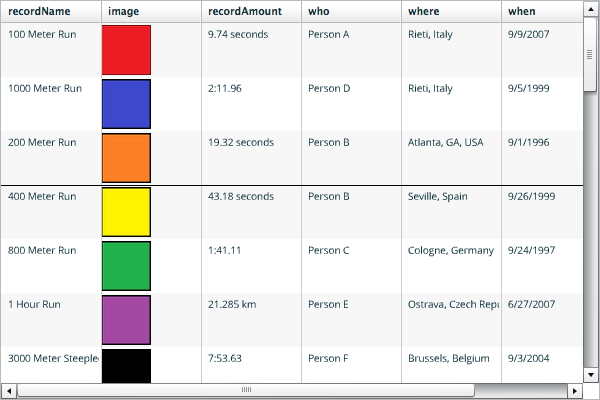 recordName image recordAmount who where when
100 Meter Run 9.74 seconds Person A Rieti, Italy 9/9/2007
1000 Meter Run 2:11.96 Person D Rieti, Italy 9/5/1999
200 Meter Run 19.32 seconds Person B Atlanta, GA, USA 9/1/1996
400 Meter Run 43.18 seconds Person B Seville, Spain 9/26/1999
800 Meter Run 1:41.11 Person C Cologne, Germany 9/24/1997
1 Hour Run 21.285 km Person E Ostrava, Czech 6/27/2007
3000 Meter 7:53.63 Person F Brussels, Belgium 9/3/2004